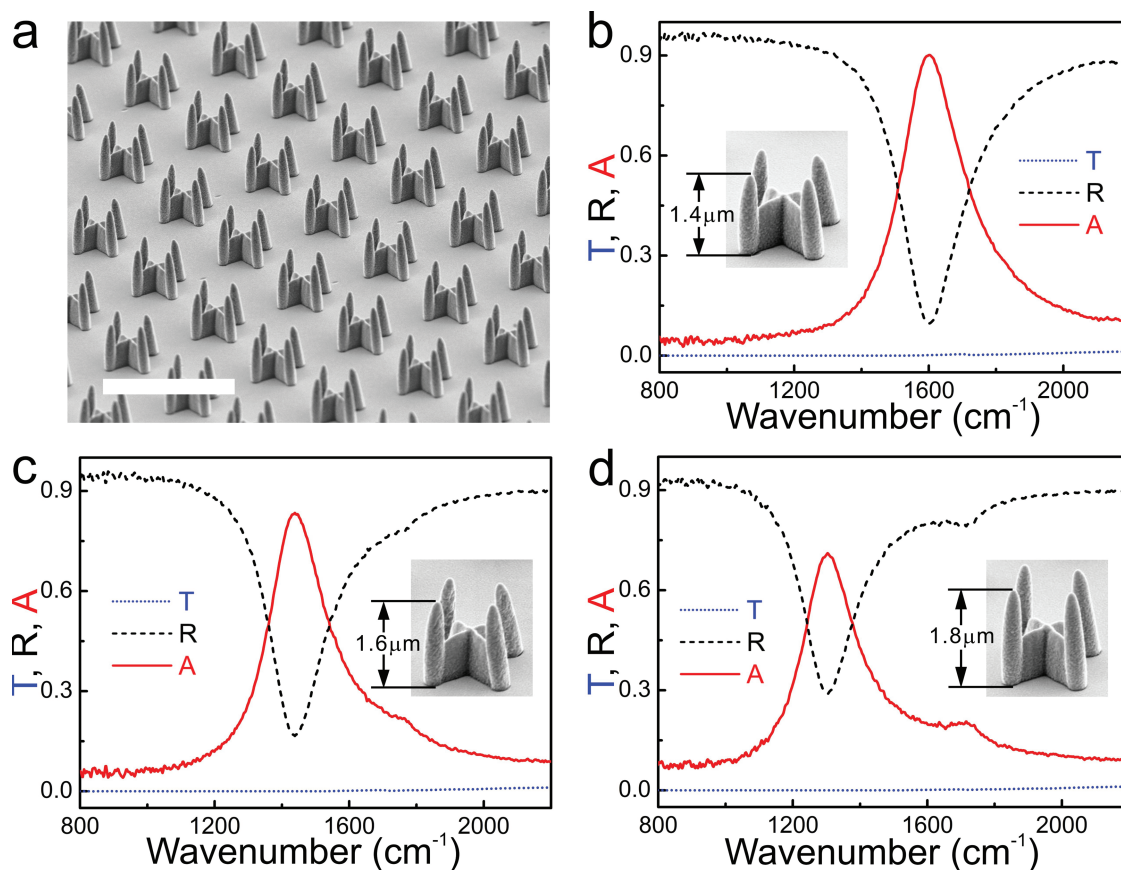 a
b
0.9
0.6
0.3
0.0
T, R, A
1.4μm
T
R
A
800
1200
1600
2000
Wavenumber (cm⁻¹)
c
0.9
0.6
0.3
0.0
T, R, A
T
R
A
1.6μm
800
1200
1600
2000
Wavenumber (cm⁻¹)
d
0.9
0.6
0.3
0.0
T, R, A
T
R
A
1.8μm
800
1200
1600
2000
Wavenumber (cm⁻¹)